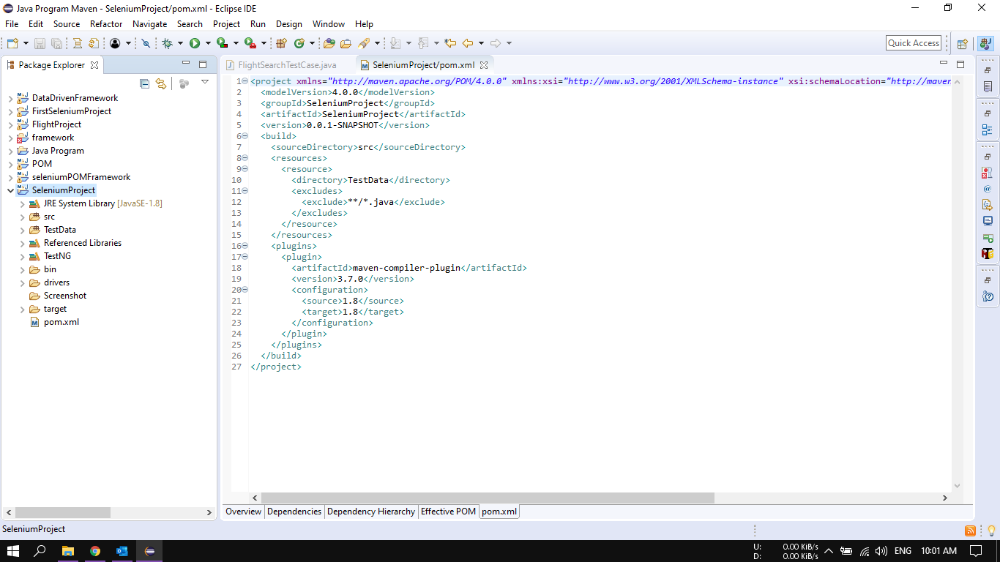 Java Program Maven - SeleniumProject/pom.xml - Eclipse IDE
File Edit Source Refactor Navigate Search Project Run Design Window Help
Quick Access
Package Explorer
FlightSearchTestCase.java
SeleniumProject/pom.xml
DataDrivenFramework
FirstSeleniumProject
FlightProject
framework
Java Program
POM
seleniumPOMFramework
SeleniumProject
JRE System Library [JavaSE-1.8]
src
TestData
Referenced Libraries
TestNG
bin
drivers
Screenshot
target
pom.xml
1 <project xmlns="http://maven.apache.org/POM/4.0.0" xmlns:xsi="http://www.w3.org/2001/XMLSchema-instance" xsi:schemaLocation="http://maven
2 <modelVersion>4.0.0</modelVersion>
3 <groupId>SeleniumProject</groupId>
4 <artifactId>SeleniumProject</artifactId>
5 <version>0.0.1-SNAPSHOT</version>
6 <build>
7 <sourceDirectory>src</sourceDirectory>
8 <resources>
9 <resource>
10 <directory>TestData</directory>
11 <excludes>
12 <exclude>**/*.java</exclude>
13 </excludes>
14 </resource>
15 </resources>
16 <plugins>
17 <plugin>
18 <artifactId>maven-compiler-plugin</artifactId>
19 <version>3.7.0</version>
20 <configuration>
21 <source>1.8</source>
22 <target>1.8</target>
23 </configuration>
24 </plugin>
25 </plugins>
26 </build>
27 </project>
Overview Dependencies Dependency Hierarchy Effective POM pom.xml
SeleniumProject
U: 0.00 KiB/s
D: 0.00 KiB/s
ENG
10:01 AM